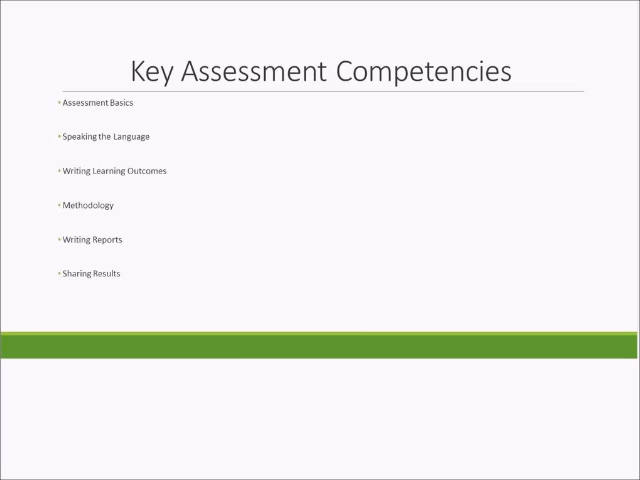 Key Assessment Competencies
• Assessment Basics
• Speaking the Language
• Writing Learning Outcomes
• Methodology
• Writing Reports
• Sharing Results